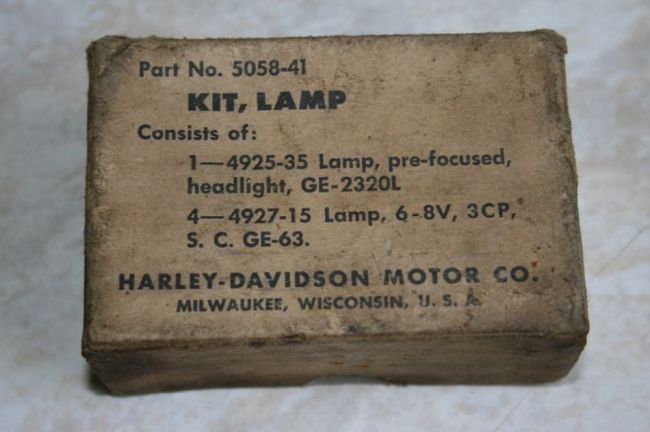 Part No. 5058-41
KIT, LAMP
Consists of:
1—4925-35 Lamp, pre-focused,
headlight, GE-2320L
4—4927-15 Lamp, 6-8V, 3CP,
S. C. GE-63.
HARLEY-DAVIDSON MOTOR CO.
MILWAUKEE, WISCONSIN, U. S. A.